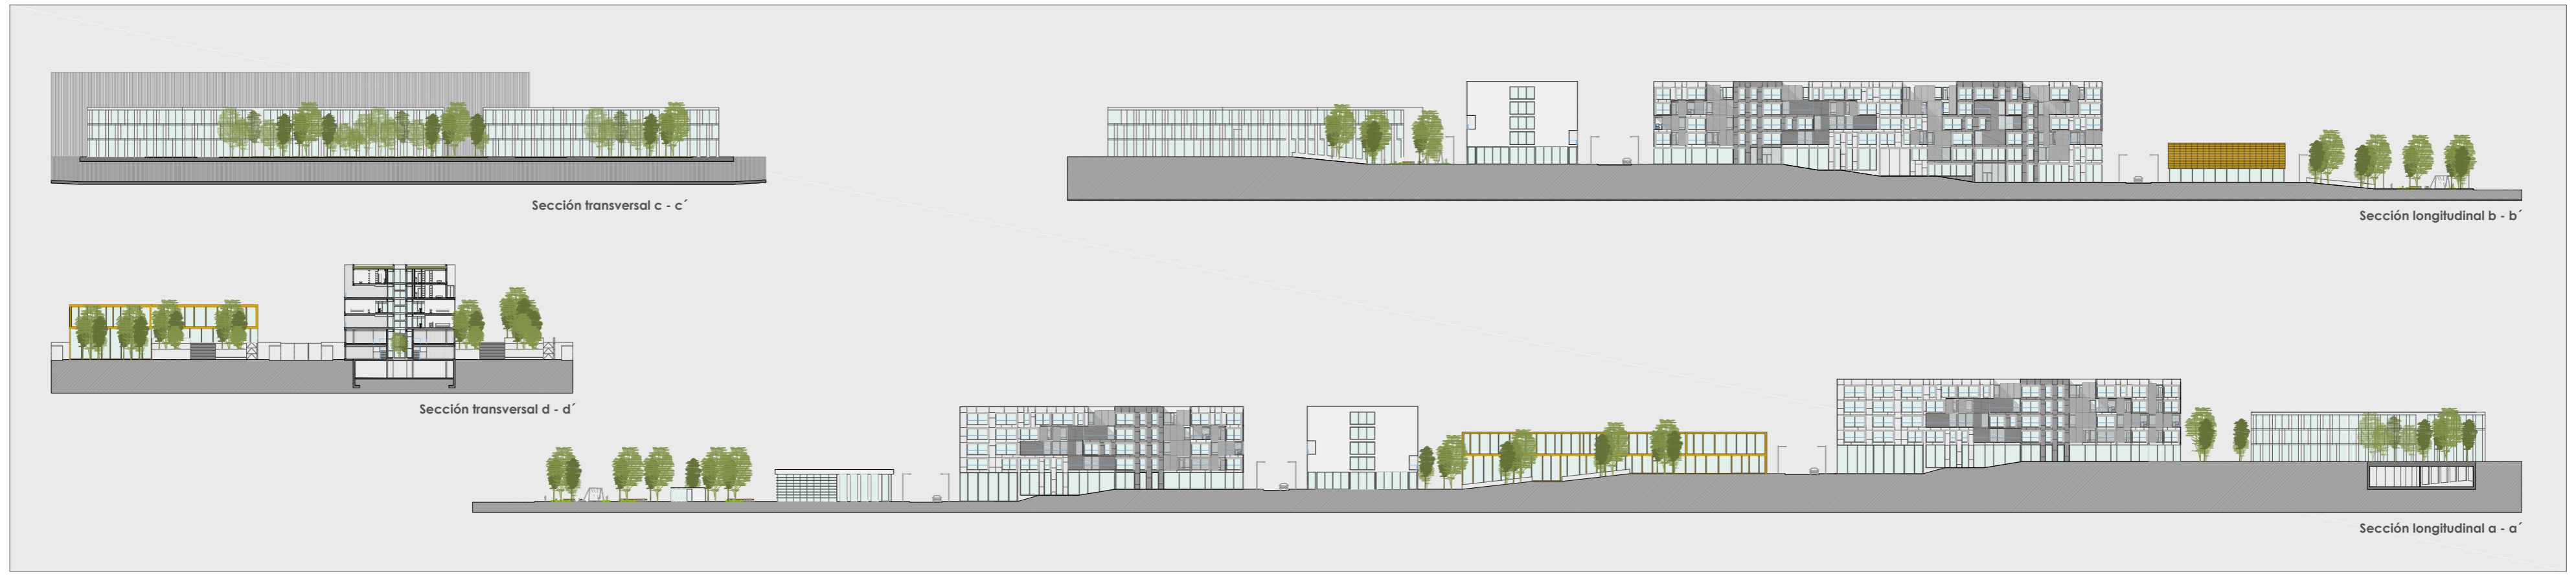 Sección transversal c - c´
Sección longitudinal b - b´
Sección transversal d - d´
Sección longitudinal a - a´